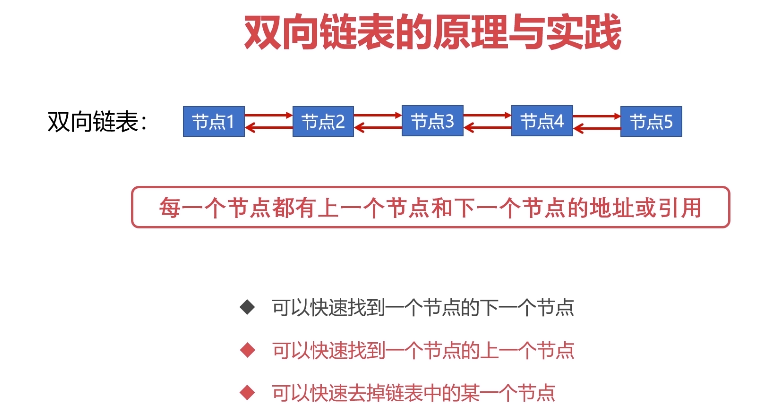 双向链表的原理与实践
双向链表： 节点1 节点2 节点3 节点4 节点5
每一个节点都有上一个节点和下一个节点的地址或引用
◆ 可以快速找到一个节点的下一个节点
◆ 可以快速找到一个节点的上一个节点
◆ 可以快速去掉链表中的某一个节点